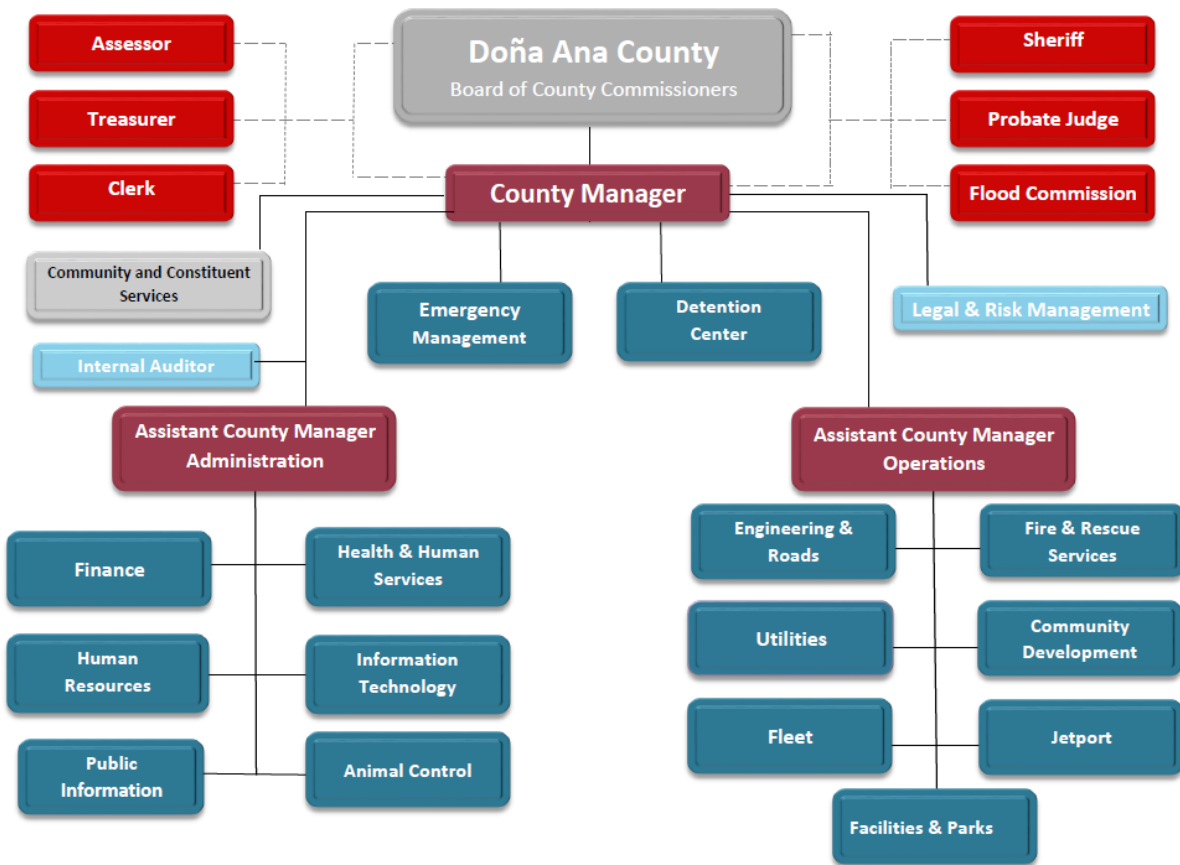 Assessor
Doña Ana County
Board of County Commissioners
Sheriff
Treasurer
Probate Judge
Clerk
County Manager
Flood Commission
Community and Constituent
Services
Emergency
Management
Detention
Center
Legal & Risk Management
Internal Auditor
Assistant County Manager
Administration
Assistant County Manager
Operations
Finance
Health & Human
Services
Human
Resources
Information
Technology
Public
Information
Animal Control
Engineering &
Roads
Fire & Rescue
Services
Utilities
Community
Development
Fleet
Jetport
Facilities & Parks